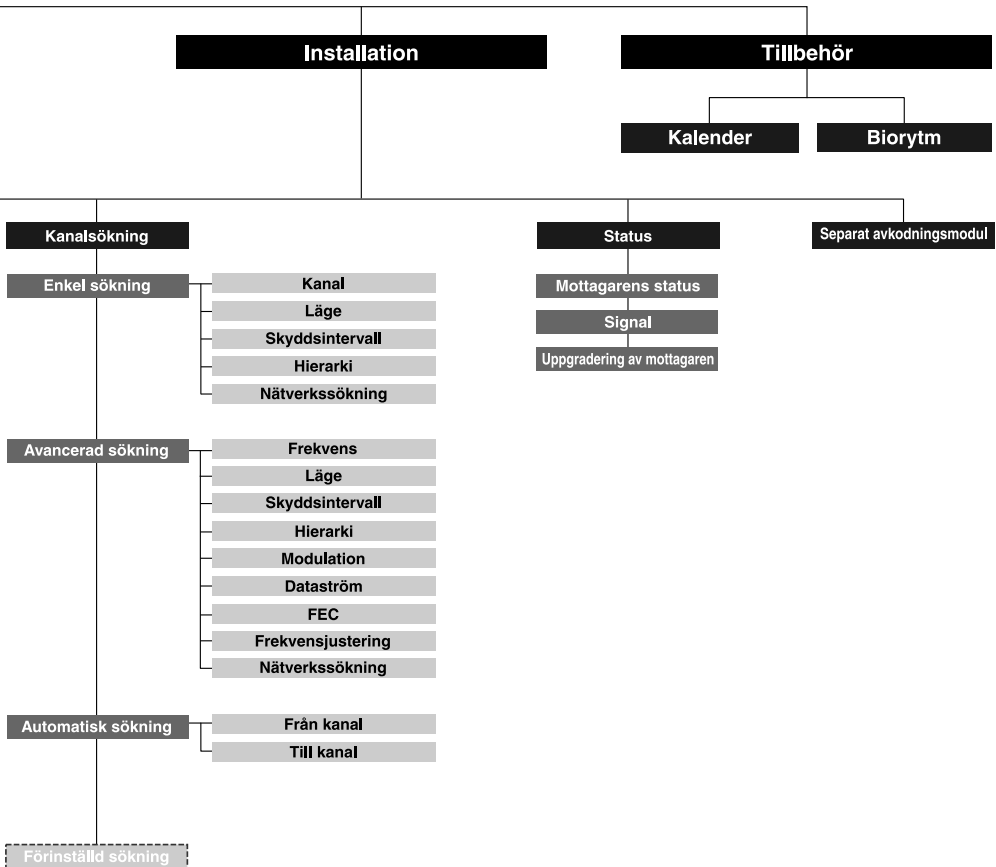 Installation
Tillbehör
Kalender
Biorytm
Kanalsökning
Status
Separat avkodningsmodul
Enkel sökning
Kanal
Läge
Skyddsintervall
Hierarki
Nätverkssökning
Mottagarens status
Signal
Uppgradering av mottagaren
Avancerad sökning
Frekvens
Läge
Skyddsintervall
Hierarki
Modulation
Dataström
FEC
Frekvensjustering
Nätverkssökning
Automatisk sökning
Från kanal
Till kanal
Förinställd sökning